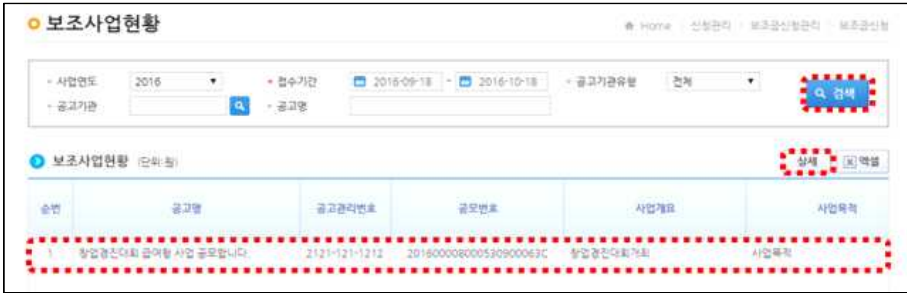 보조사업현황
Home 신청관리 보조금신청관리 보조금신청
사업연도 2016 접수기간 2016-09-18 - 2016-10-18 공고기관유형 전체
검색
공고기관 공고명
보조사업현황 (단위:원)
상세 엑셀
순번 공고명 공고관리번호 공모번호 사업개요 사업목적
1 창업경진대회 급여형 사업 공모합니다. 2121-121-1212 창업경진대회개최 사업목적